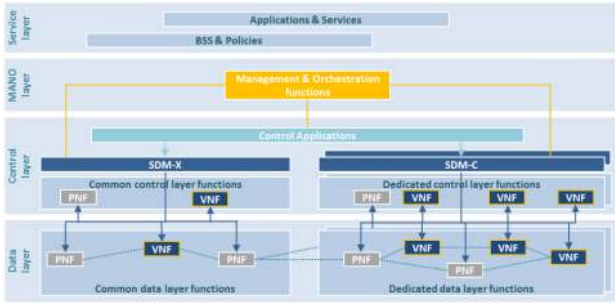 Service layer
Applications & Services
BSS & Policies
MANO layer
Management & Orchestration
functions
Control layer
Control Applications
SDM-X
SDM-C
Common control layer functions
Dedicated control layer functions
PNF
VNF
PNF
VNF
VNF
VNF
Data layer
PNF
VNF
PNF
PNF
VNF
PNF
VNF
VNF
Common data layer functions
Dedicated data layer functions